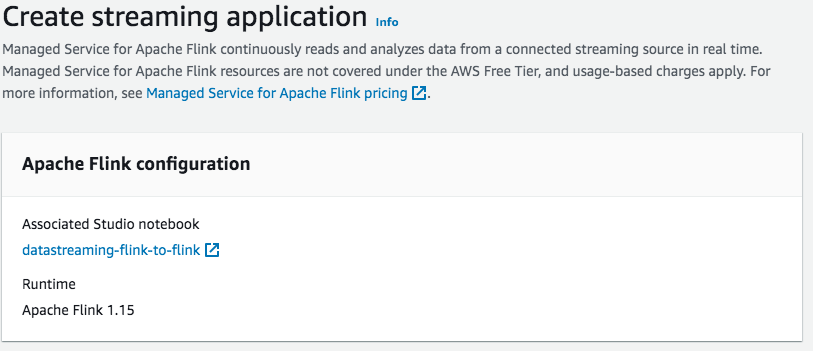 Create streaming application Info
Managed Service for Apache Flink continuously reads and analyzes data from a connected streaming source in real time.
Managed Service for Apache Flink resources are not covered under the AWS Free Tier, and usage-based charges apply. For
more information, see Managed Service for Apache Flink pricing.
Apache Flink configuration
Associated Studio notebook
datastreaming-flink-to-flink
Runtime
Apache Flink 1.15